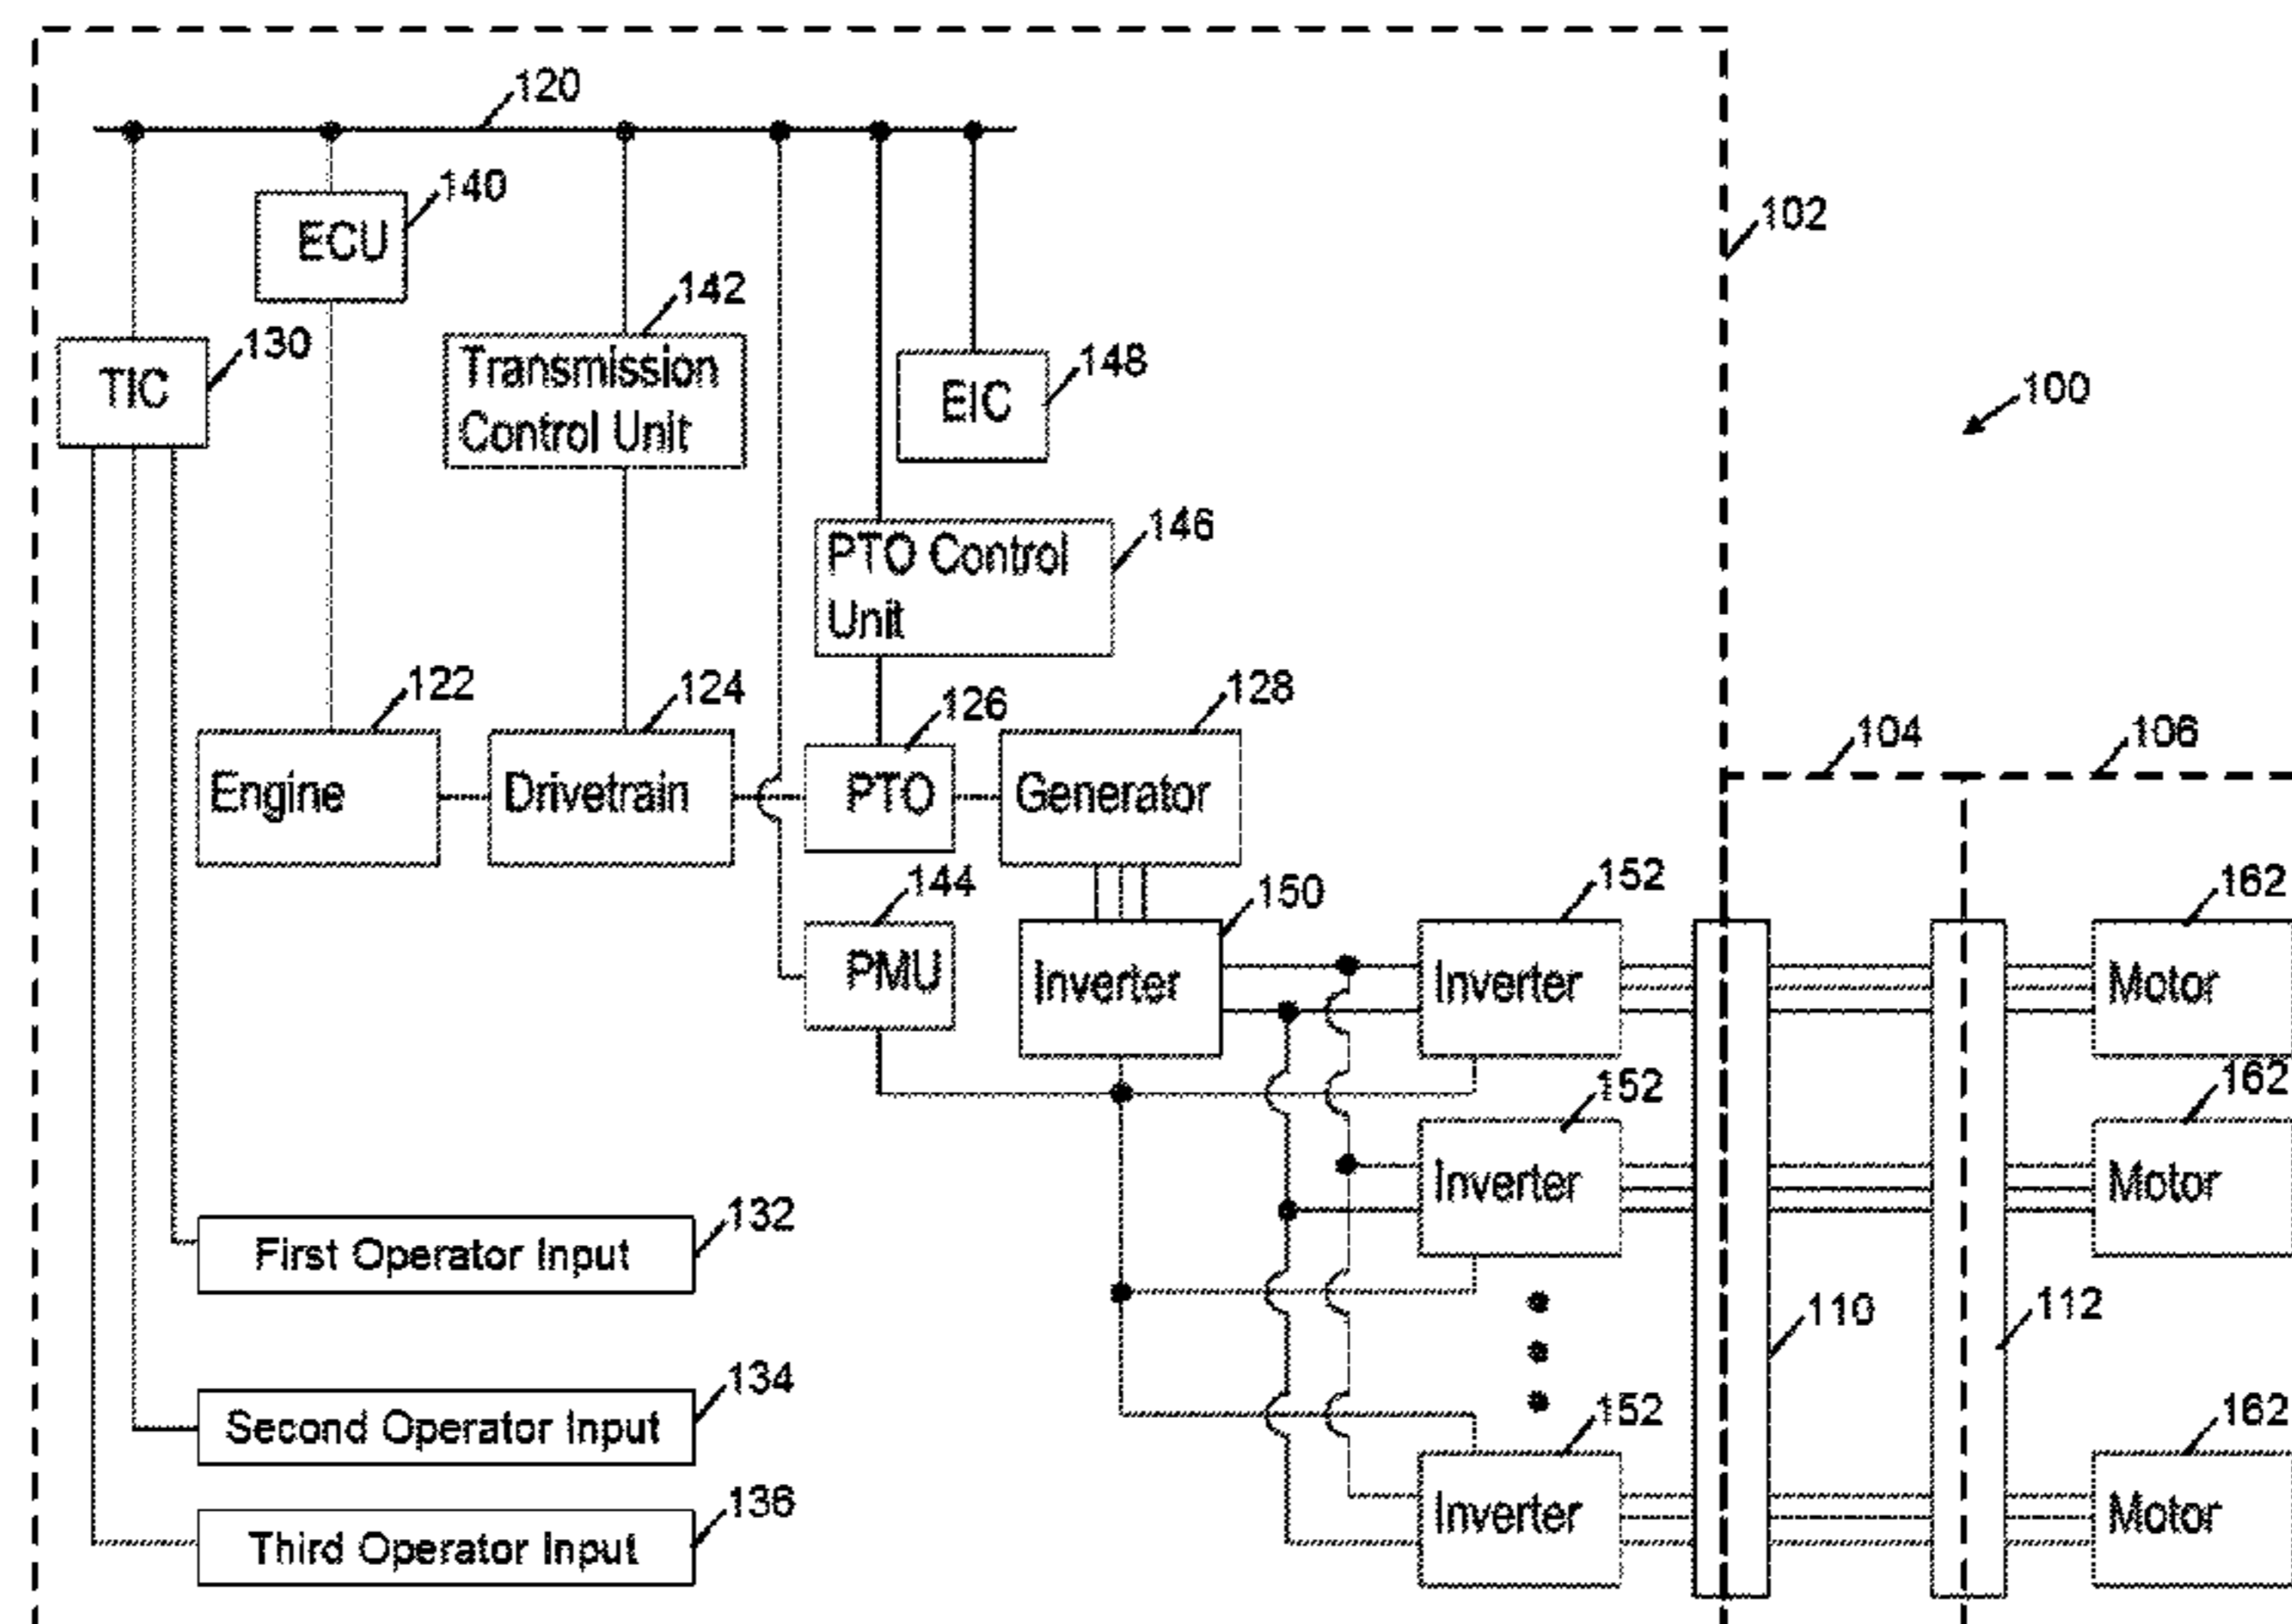 120
140
ECU
102
142
130
Transmission
Control Unit
148
TIC
EIC
100
146
PTO Control
Unit
122
124
126
128
104
106
Engine
Drivetrain
PTO
Generator
144
150
152
162
PMU
Inverter
Inverter
Motor
152
162
Inverter
Motor
132
First Operator Input
110
112
134
Second Operator Input
152
162
136
Third Operator Input
Inverter
Motor